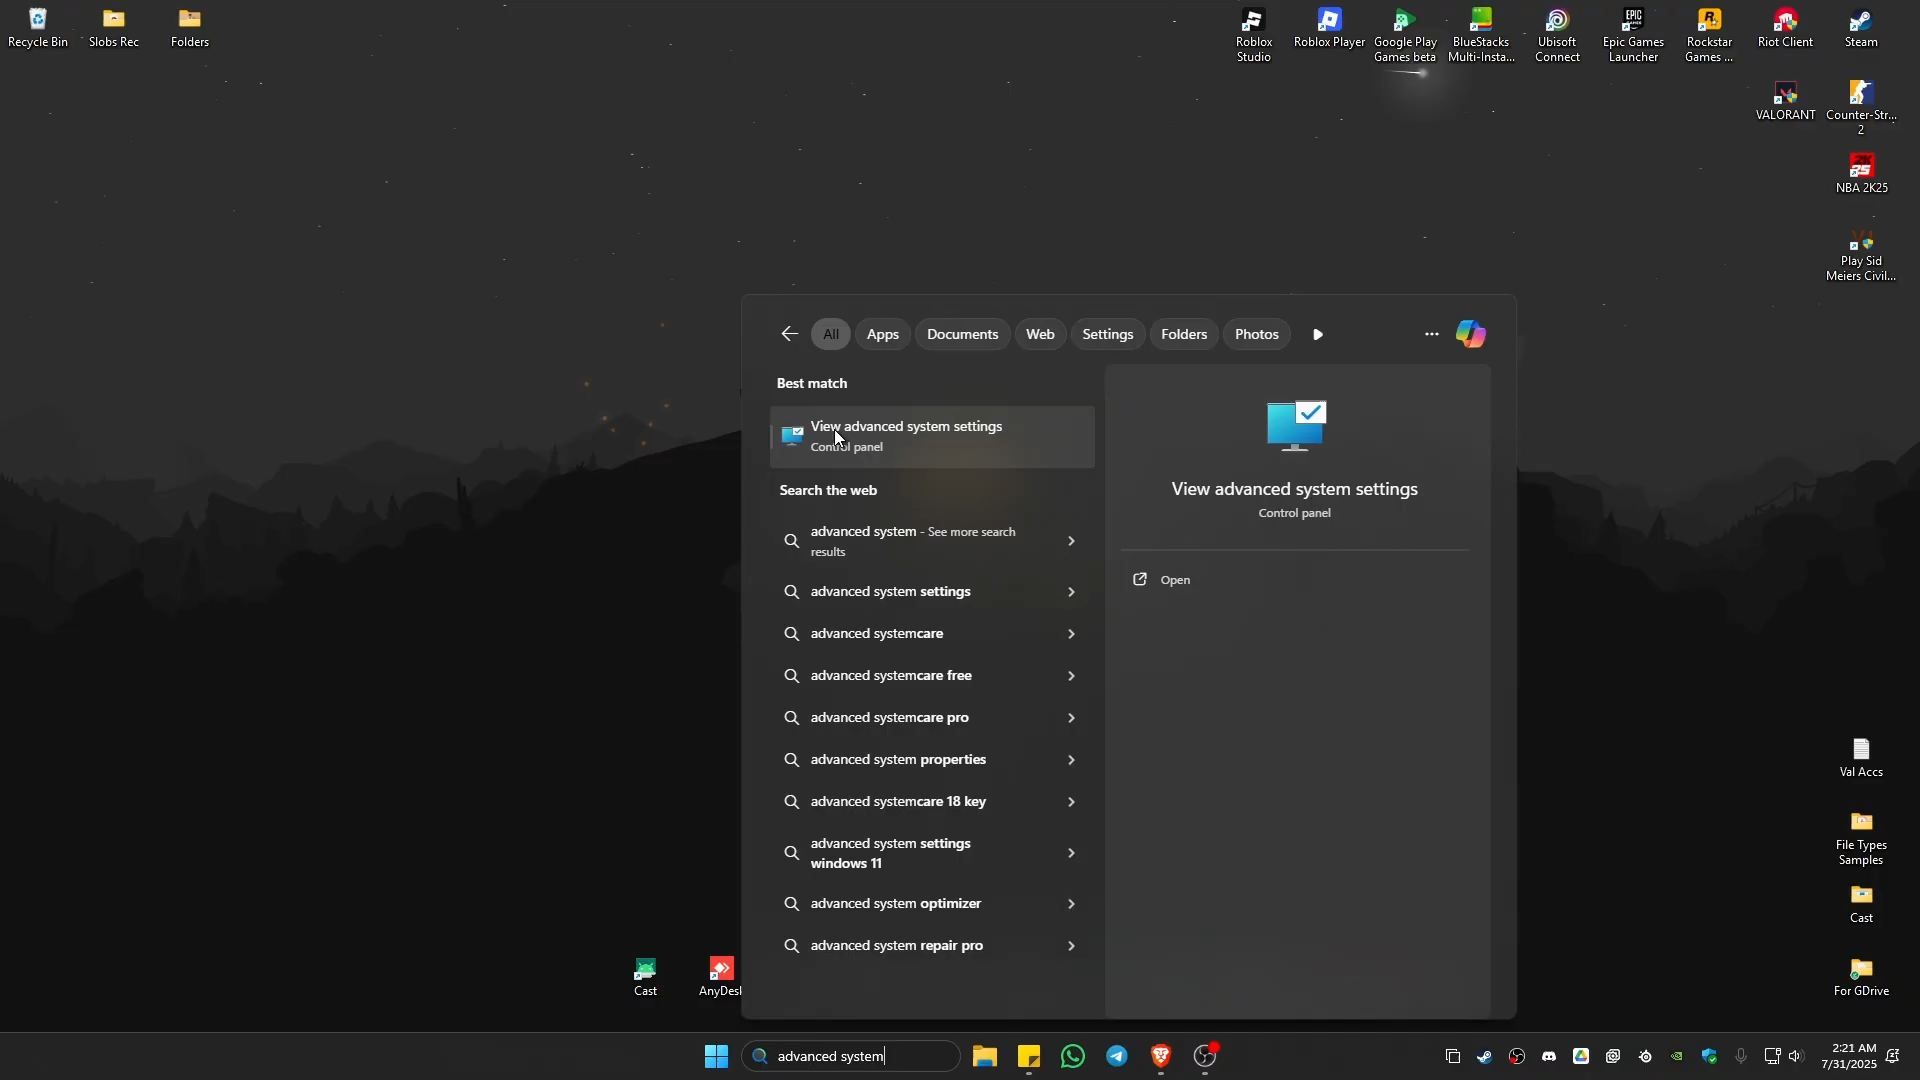 Recycle Bin
Slobs Rec
Folders
Roblox
Studio
Roblox Player
Google Play
Games beta
BlueStacks
Multi-Insta...
Ubisoft
Connect
Epic Games
Launcher
Rockstar
Games ...
Riot Client
Steam
VALORANT
Counter-Str...
2
NBA 2K25
Play Sid
Meiers Civil...
All
Apps
Documents
Web
Settings
Folders
Photos
Best match
View advanced system settings
Control panel
Search the web
advanced system - See more search
results
advanced system settings
advanced systemcare
advanced systemcare free
advanced systemcare pro
advanced system properties
advanced systemcare 18 key
advanced system settings
windows 11
advanced system optimizer
advanced system repair pro
View advanced system settings
Control panel
Open
Val Accs
File Types
Samples
Cast
For GDrive
Cast
AnyDesk
advanced system
2:21 AM
7/31/2025